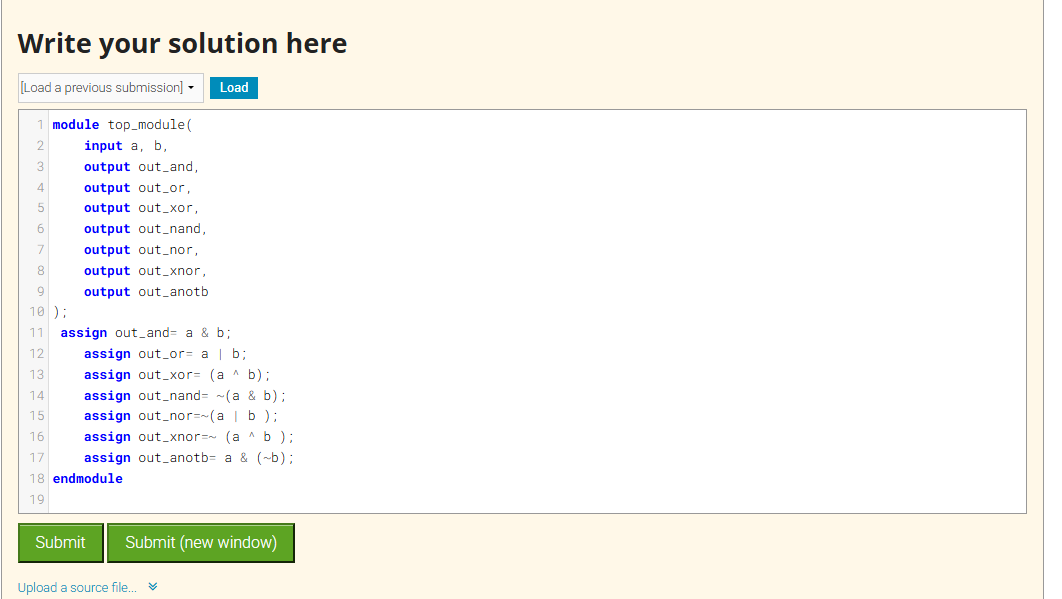 Write your solution here
[Load a previous submission] Load
1 module top_module(
2     input a, b,
3     output out_and,
4     output out_or,
5     output out_xor,
6     output out_nand,
7     output out_nor,
8     output out_xnor,
9     output out_anotb
10 );
11  assign out_and= a & b;
12     assign out_or= a | b;
13     assign out_xor= (a ^ b);
14     assign out_nand= ~(a & b);
15     assign out_nor=~(a | b );
16     assign out_xnor=~ (a ^ b );
17     assign out_anotb= a & (~b);
18 endmodule
19
Submit Submit (new window)
Upload a source file...